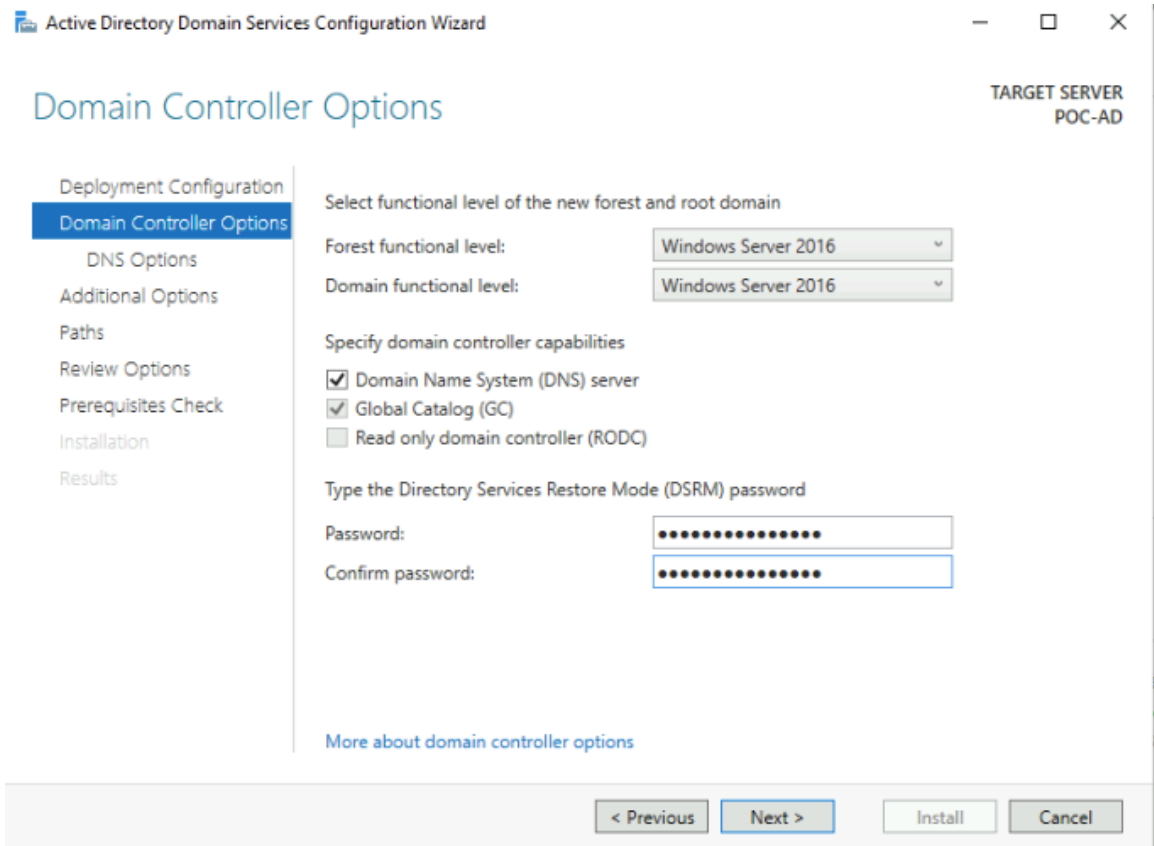 Active Directory Domain Services Configuration Wizard
Domain Controller Options
TARGET SERVER
POC-AD
Deployment Configuration
Domain Controller Options
DNS Options
Additional Options
Paths
Review Options
Prerequisites Check
Installation
Results
Select functional level of the new forest and root domain
Forest functional level: Windows Server 2016
Domain functional level: Windows Server 2016
Specify domain controller capabilities
Domain Name System (DNS) server
Global Catalog (GC)
Read only domain controller (RODC)
Type the Directory Services Restore Mode (DSRM) password
Password: •••••••••••••••
Confirm password: •••••••••••••••
More about domain controller options
< Previous Next > Install Cancel